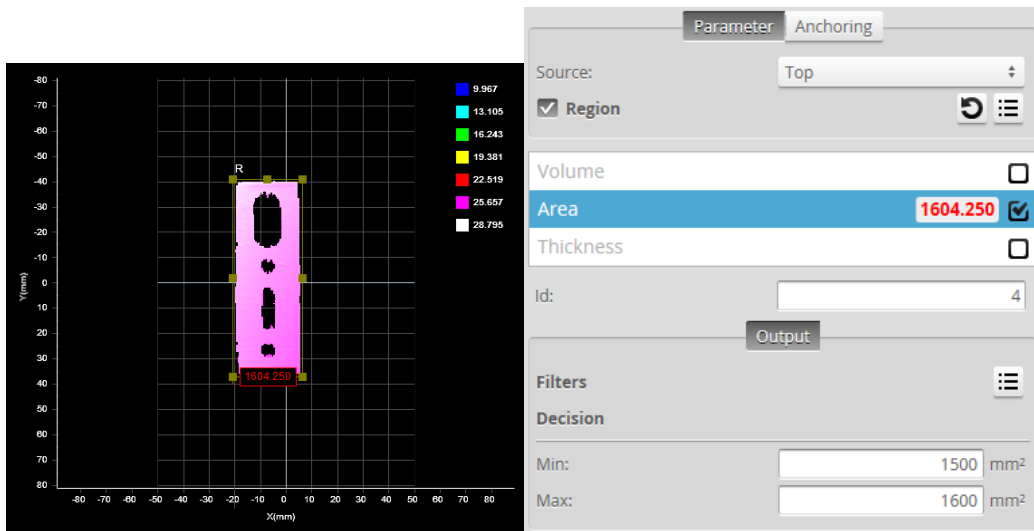 -80
-70
-60
-50
-40
-30
-20
-10
0
10
20
30
40
50
60
70
80
Y(mm)
-80 -70 -60 -50 -40 -30 -20 -10 0 10 20 30 40 50 60 70 80
X(mm)
R
1604.250
9.967
13.105
16.243
19.381
22.519
25.657
28.795
Parameter Anchoring
Source: Top
Region
Volume
Area 1604.250
Thickness
Id: 4
Output
Filters
Decision
Min: 1500 mm²
Max: 1600 mm²